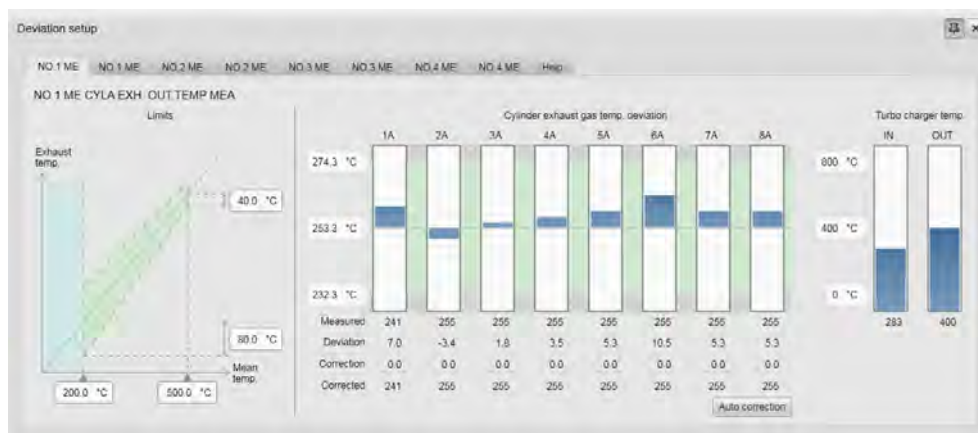 Deviation setup
NO.1 ME NO.1 ME NO.2 ME NO.2 ME NO.3 ME NO.3 ME NO.4 ME NO.4 ME Help
NO 1 ME CYLA EXH OUT.TEMP MEA
Limits
Exhaust
temp.
40.0 °C
80.0 °C
Mean
temp.
200.0 °C 500.0 °C
Cylinder exhaust gas temp. deviation
1A 2A 3A 4A 5A 6A 7A 8A
274.3 °C
253.3 °C
232.3 °C
Measured 241 255 255 255 255 255 255 255
Deviation 7.0 -3.4 1.8 3.5 5.3 10.5 5.3 5.3
Correction 0.0 0.0 0.0 0.0 0.0 0.0 0.0 0.0
Corrected 241 255 255 255 255 255 255 255
Auto correction
Turbo charger temp.
IN OUT
800 °C
400 °C
0 °C
283 400